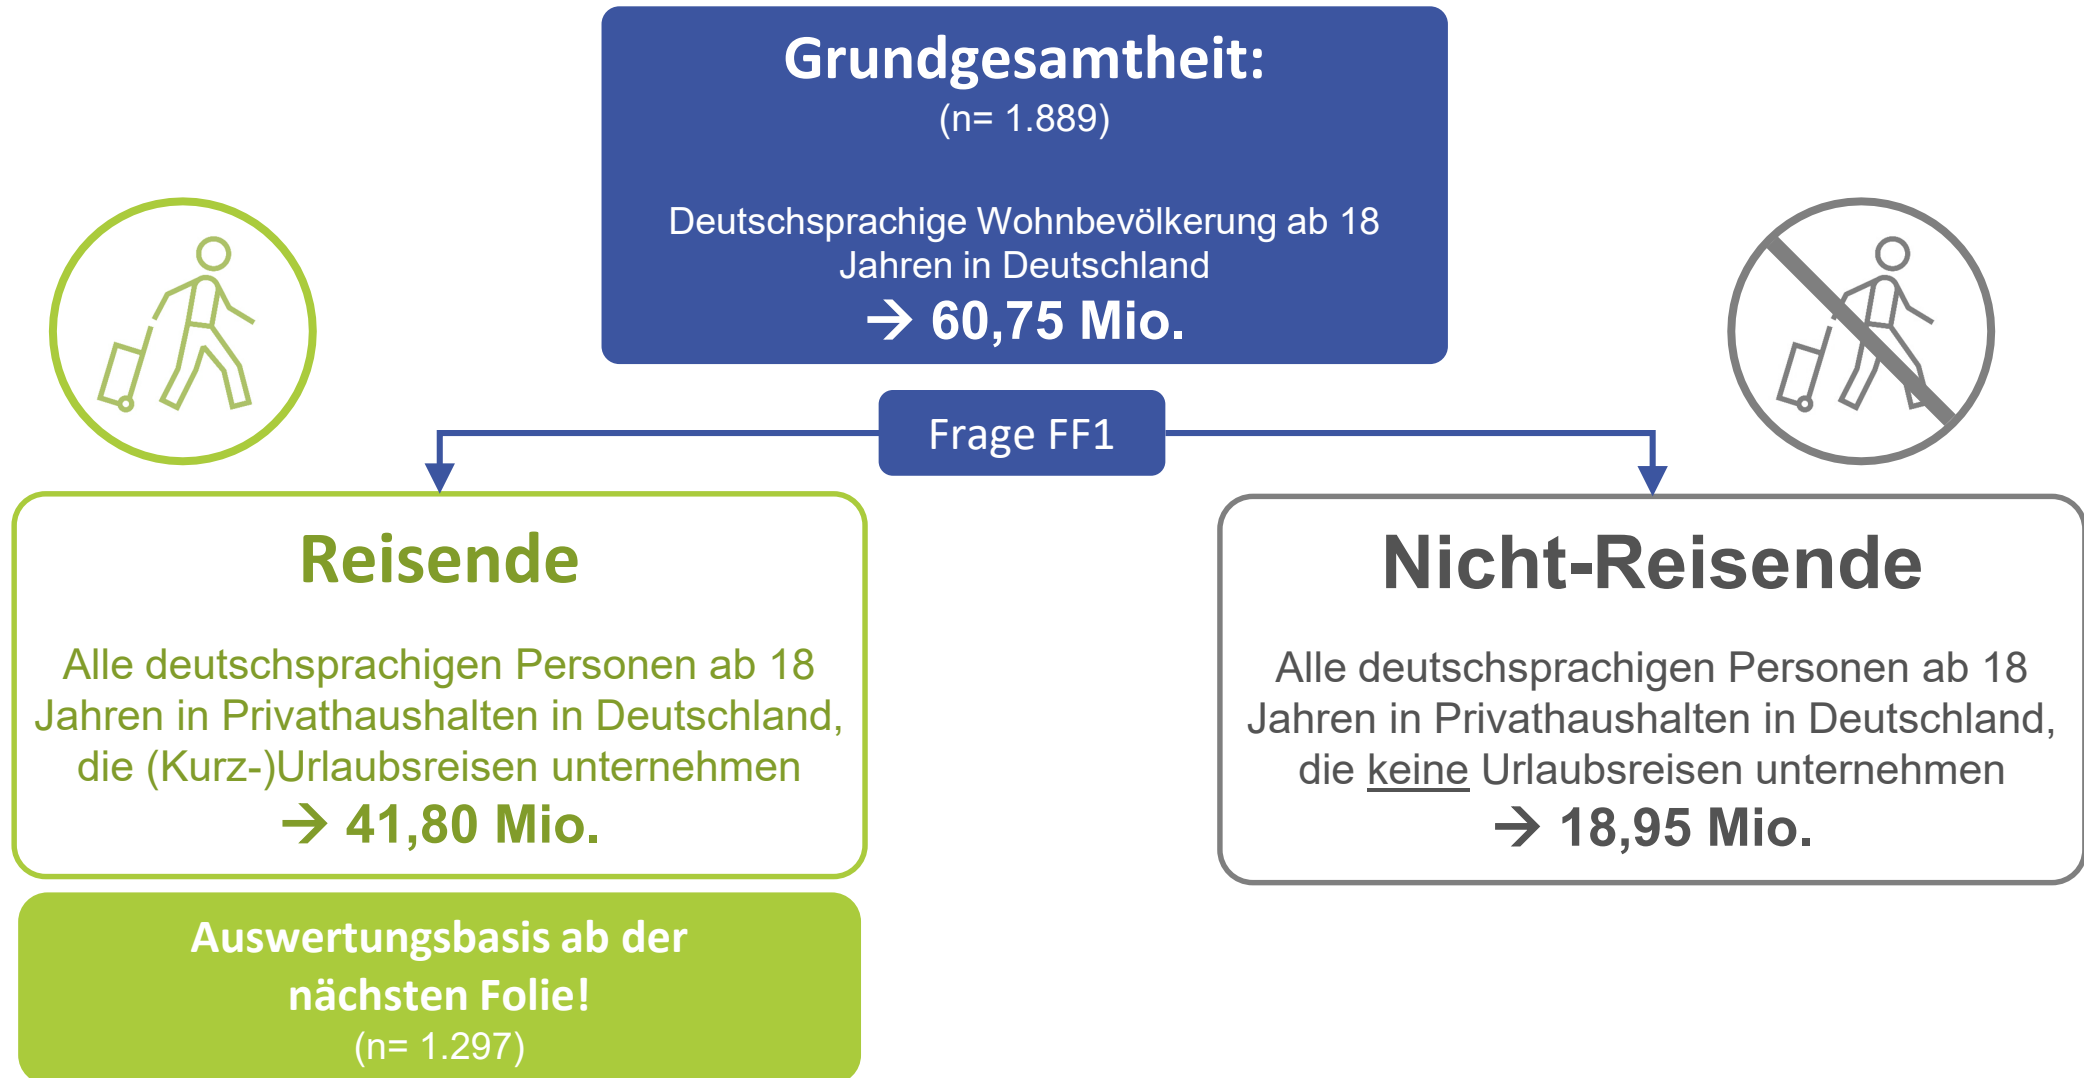 Grundgesamtheit:
(n= 1.889)
Deutschsprachige Wohnbevölkerung ab 18
Jahren in Deutschland
→ 60,75 Mio.
Frage FF1
Reisende
Alle deutschsprachigen Personen ab 18
Jahren in Privathaushalten in Deutschland,
die (Kurz-)Urlaubsreisen unternehmen
→ 41,80 Mio.
Auswertungsbasis ab der
nächsten Folie!
(n= 1.297)
Nicht-Reisende
Alle deutschsprachigen Personen ab 18
Jahren in Privathaushalten in Deutschland,
die keine Urlaubsreisen unternehmen
→ 18,95 Mio.